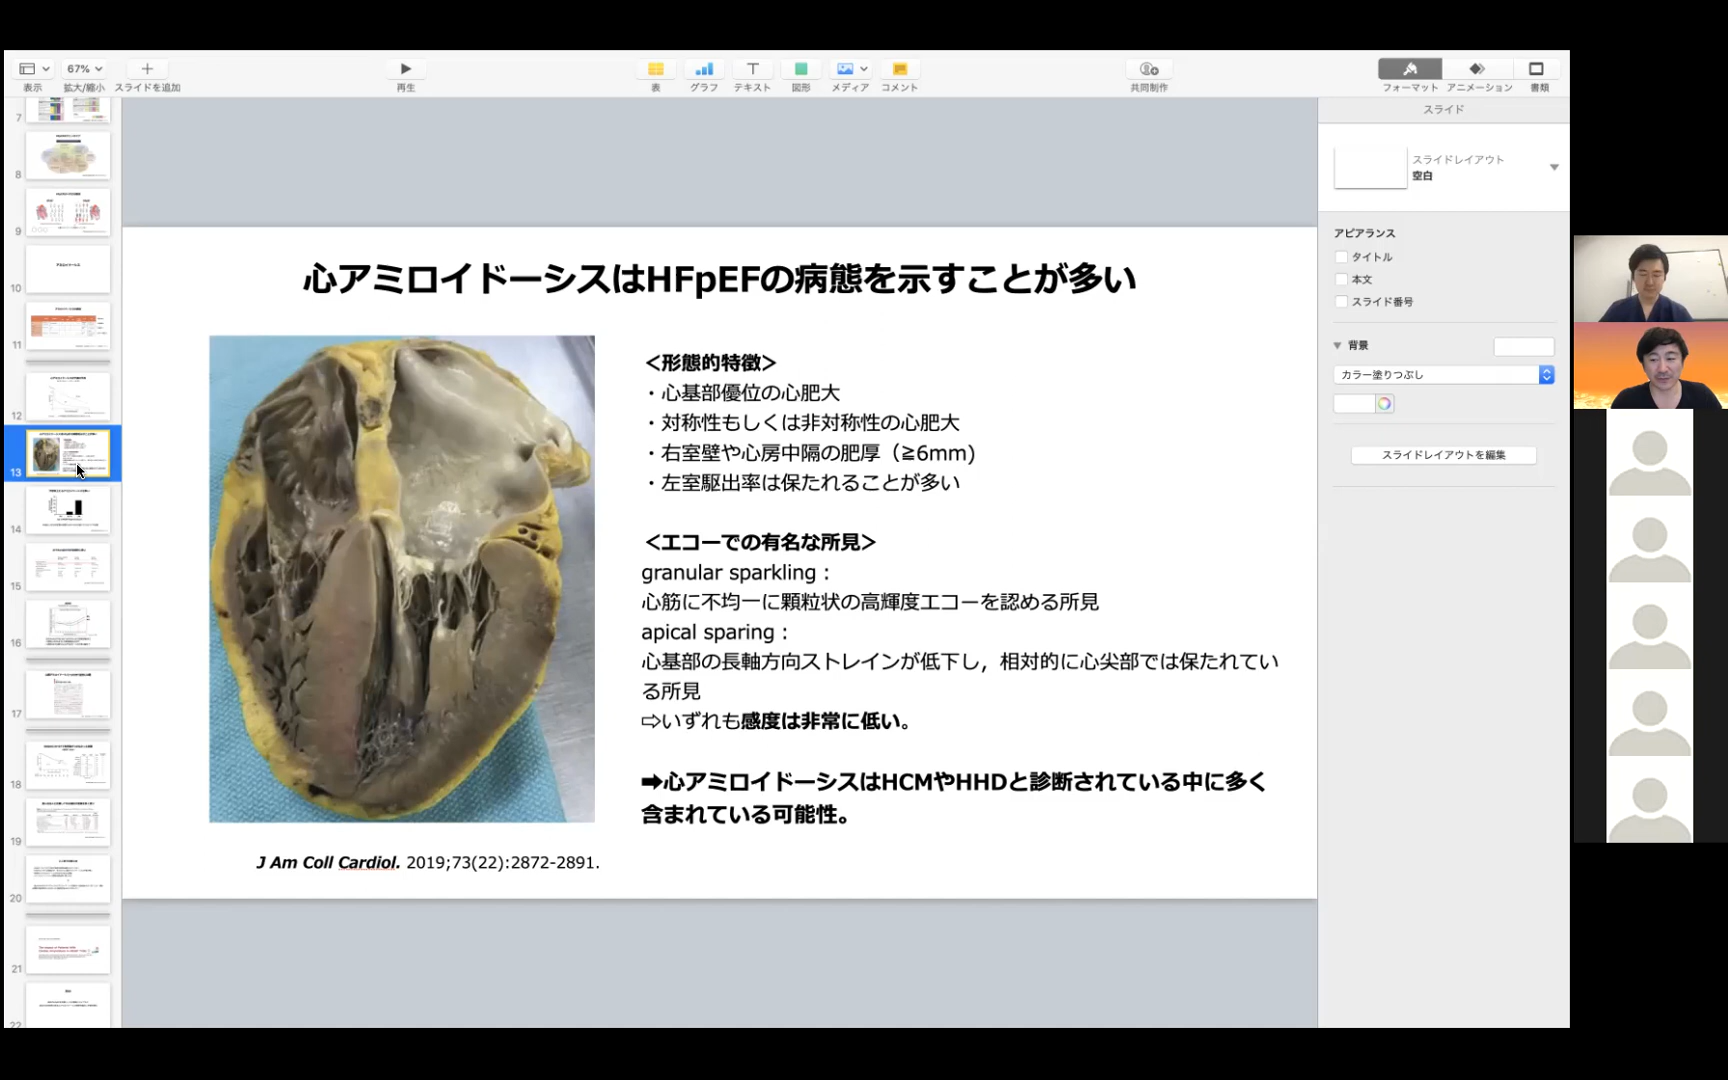 67%
表示
拡大/縮小
スライドを追加
再生
表
グラフ
テキスト
図形
メディア
コメント
共同制作
フォーマット
アニメーション
書類
7
8
9
10
11
12
13
14
15
16
17
18
19
20
21
22
心アミロイドーシスはHFpEFの病態を示すことが多い
＜形態的特徴＞
・心基部優位の心肥大
・対称性もしくは非対称性の心肥大
・右室壁や心房中隔の肥厚（≧6mm)
・左室駆出率は保たれることが多い
＜エコーでの有名な所見＞
granular sparkling：
心筋に不均一に顆粒状の高輝度エコーを認める所見
apical sparing：
心基部の長軸方向ストレインが低下し，相対的に心尖部では保たれてい
る所見
⇨いずれも感度は非常に低い。
➡心アミロイドーシスはHCMやHHDと診断されている中に多く
含まれている可能性。
J Am Coll Cardiol. 2019;73(22):2872-2891.
スライド
スライドレイアウト
空白
アピアランス
タイトル
本文
スライド番号
背景
カラー塗りつぶし
スライドレイアウトを編集